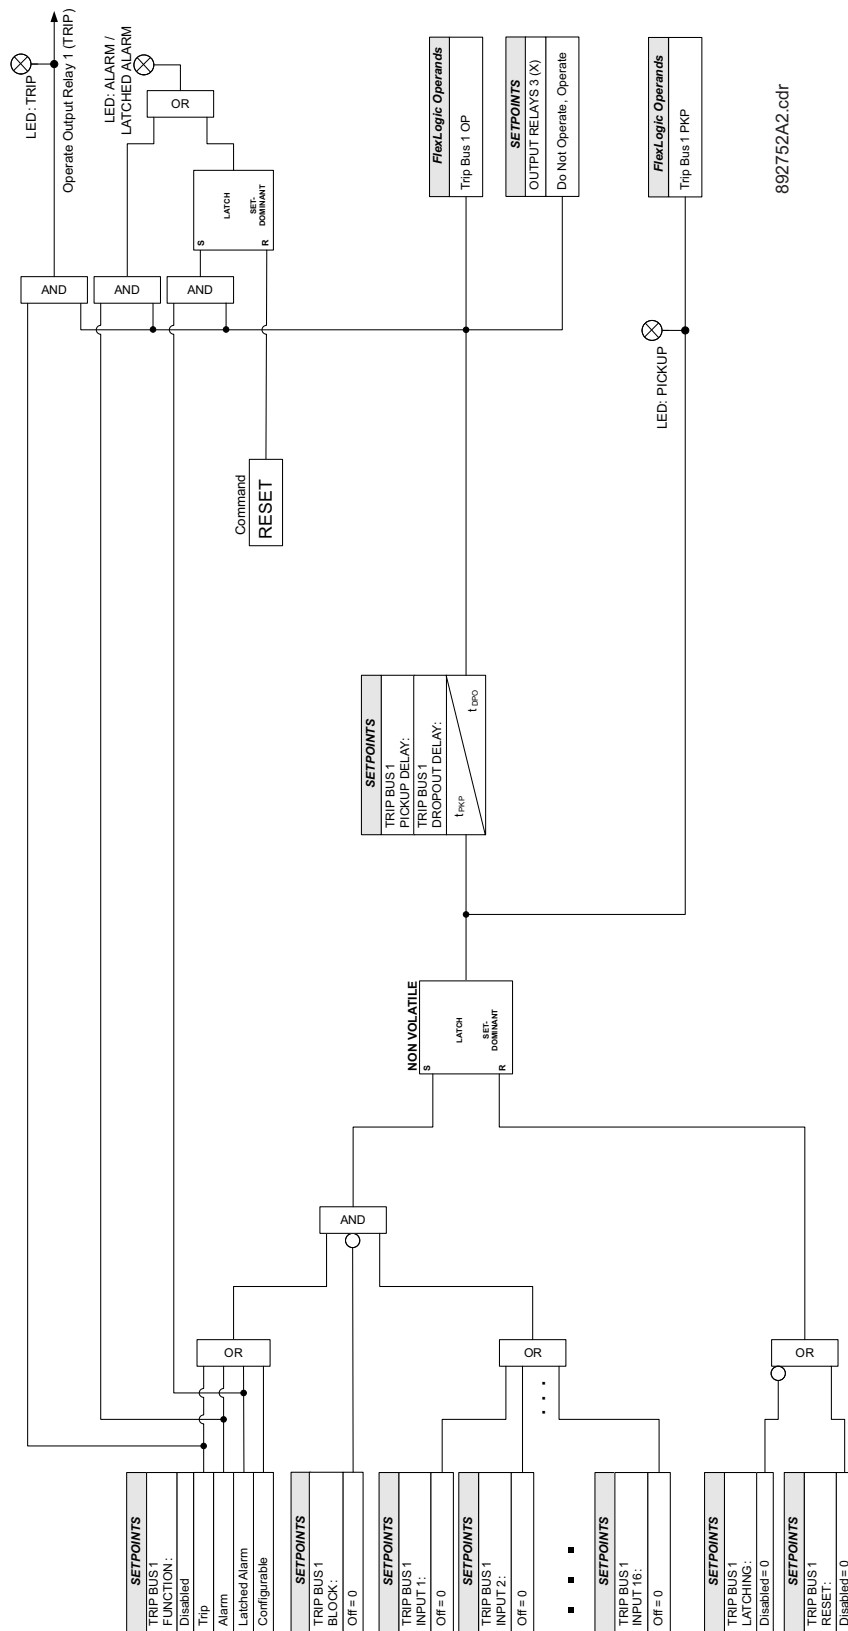 LED: TRIP
Operate Output Relay 1 (TRIP)
LED: ALARM /
LATCHED ALARM
OR
S
LATCH
SET-
DOMINANT
R
AND
AND
AND
Command
RESET
FlexLogic Operands
Trip Bus 1 OP
SETPOINTS
OUTPUT RELAYS 3 (X)
Do Not Operate, Operate
FlexLogic Operands
Trip Bus 1 PKP
LED: PICKUP
892752A2.cdr
SETPOINTS
TRIP BUS 1
PICKUP DELAY:
TRIP BUS 1
DROPOUT DELAY:
tPKP
tDPO
NON VOLATILE
S
LATCH
SET-
DOMINANT
R
AND
OR
OR
OR
SETPOINTS
TRIP BUS 1
FUNCTION :
Disabled
Trip
Alarm
Latched Alarm
Configurable
SETPOINTS
TRIP BUS 1
BLOCK :
Off = 0
SETPOINTS
TRIP BUS 1
INPUT 1:
Off = 0
SETPOINTS
TRIP BUS 1
INPUT 2:
Off = 0
SETPOINTS
TRIP BUS 1
INPUT 16:
Off = 0
SETPOINTS
TRIP BUS 1
LATCHING :
Disabled = 0
SETPOINTS
TRIP BUS 1
RESET:
Disabled = 0